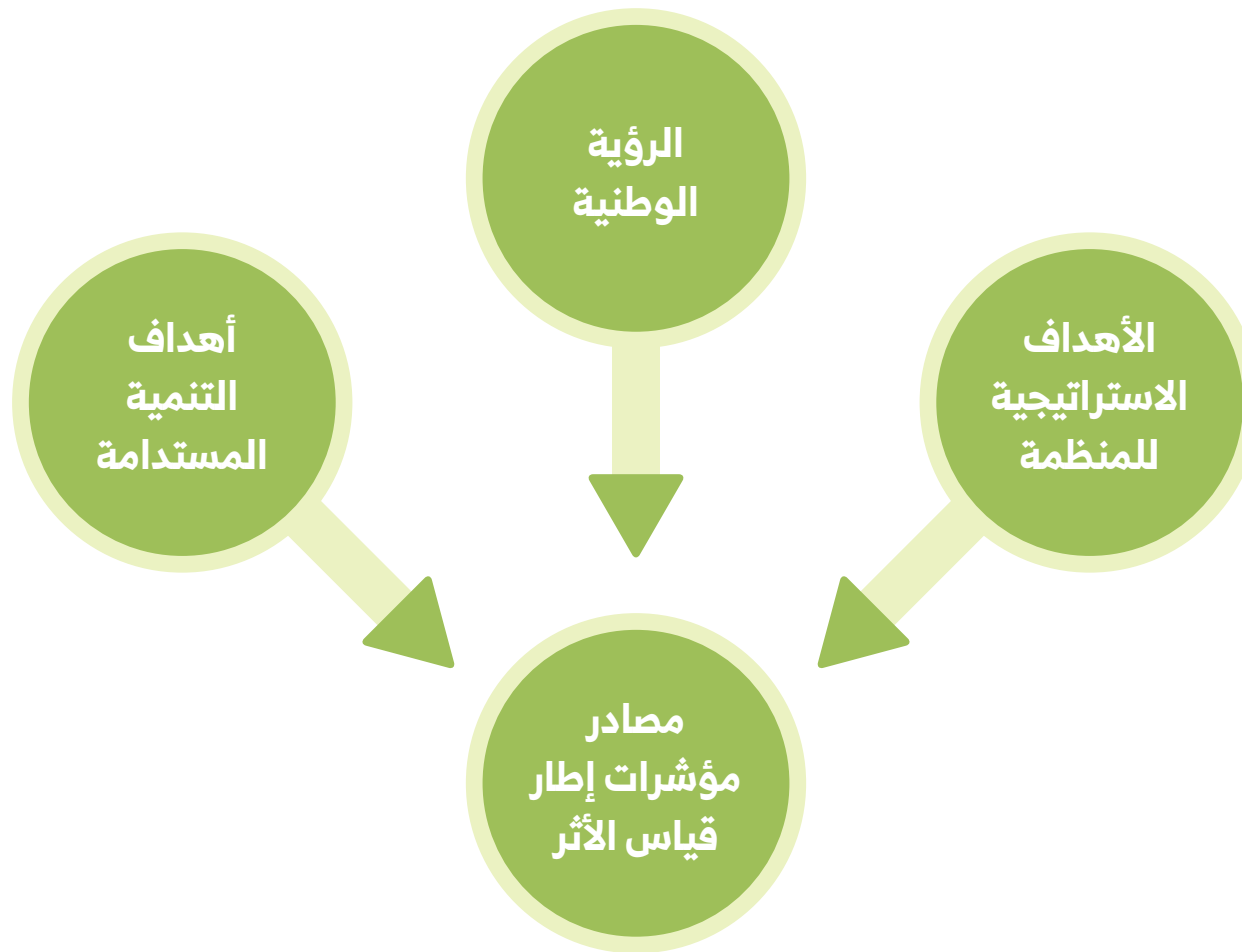 الرؤية
الوطنية
الأهداف
الاستراتيجية
للمنظمة
أهداف
التنمية
المستدامة
مصادر
مؤشرات إطار
قياس الأثر